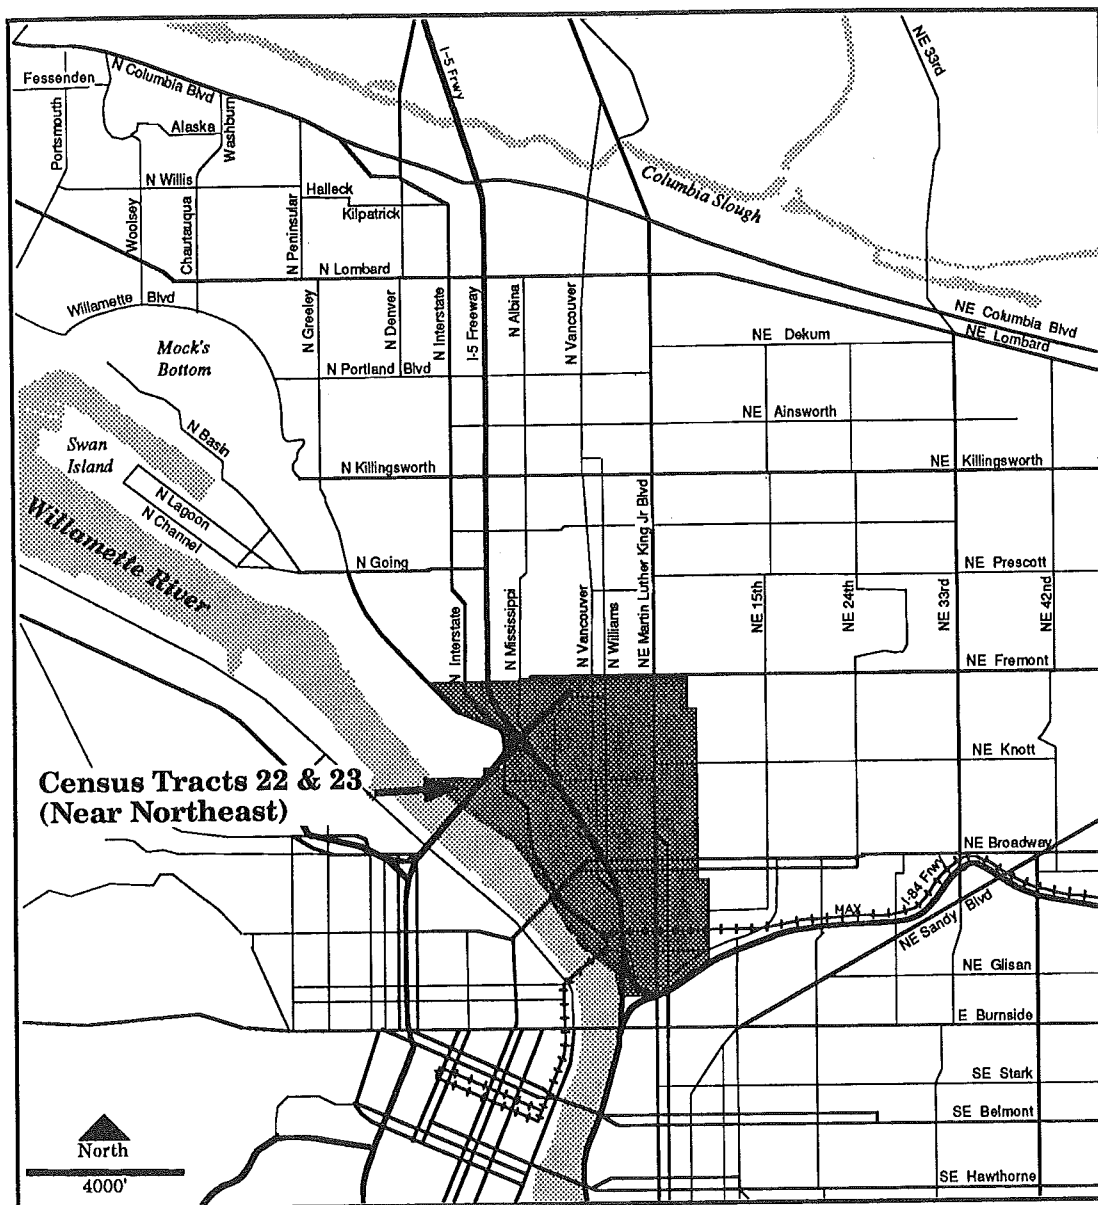 NE 33rd
I-5 Frwy
N Columbia Blvd
Fessenden
Portsmouth
Alaska
Washburn
N Willis
Halleck
Kilpatrick
Woolsey
Chautauqua
N Peninsular
Columbia Slough
N Lombard
Willamette Blvd
N Greeley
N Denver
N Interstate
I-5 Freeway
N Albina
N Vancouver
NE Columbia Blvd
NE Lombard
NE Dekum
Mock's
Bottom
N Portland Blvd
NE Ainsworth
N Basin
Swan
Island
N Killingsworth
NE Killingsworth
N Lagoon
N Channel
Willamette River
NE Martin Luther King Jr Blvd
N Going
NE Prescott
N Interstate
N Mississippi
N Vancouver
N Williams
NE 15th
NE 24th
NE 33rd
NE 42nd
NE Fremont
NE Knott
Census Tracts 22 & 23
(Near Northeast)
NE Broadway
I-84 Frwy
MAX
NE Sandy Blvd
NE Glisan
E Burnside
SE Stark
SE Belmont
North
4000'
SE Hawthorne